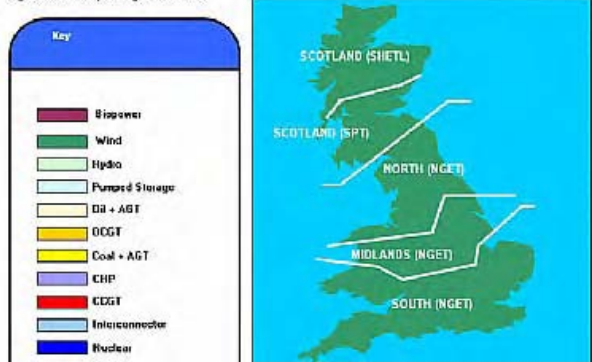 Key
Biopower
Wind
Hydro
Pumped Storage
Oil + AGT
OCGT
Coal + AGT
CHP
CCGT
Interconnector
Nuclear
SCOTLAND (SHETL)
SCOTLAND (SPT)
NORTH (NGET)
MIDLANDS (NGET)
SOUTH (NGET)